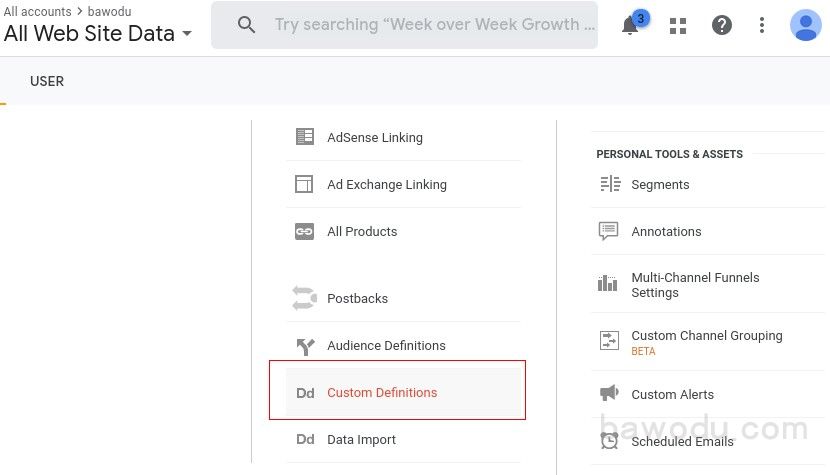 All accounts > bawodu
All Web Site Data
Try searching “Week over Week Growth ...
3
USER
AdSense Linking
Ad Exchange Linking
All Products
Postbacks
Audience Definitions
Dd Custom Definitions
Dd Data Import
PERSONAL TOOLS & ASSETS
Segments
Annotations
Multi-Channel Funnels
Settings
Custom Channel Grouping
BETA
Custom Alerts
bawodu.com
Scheduled Emails